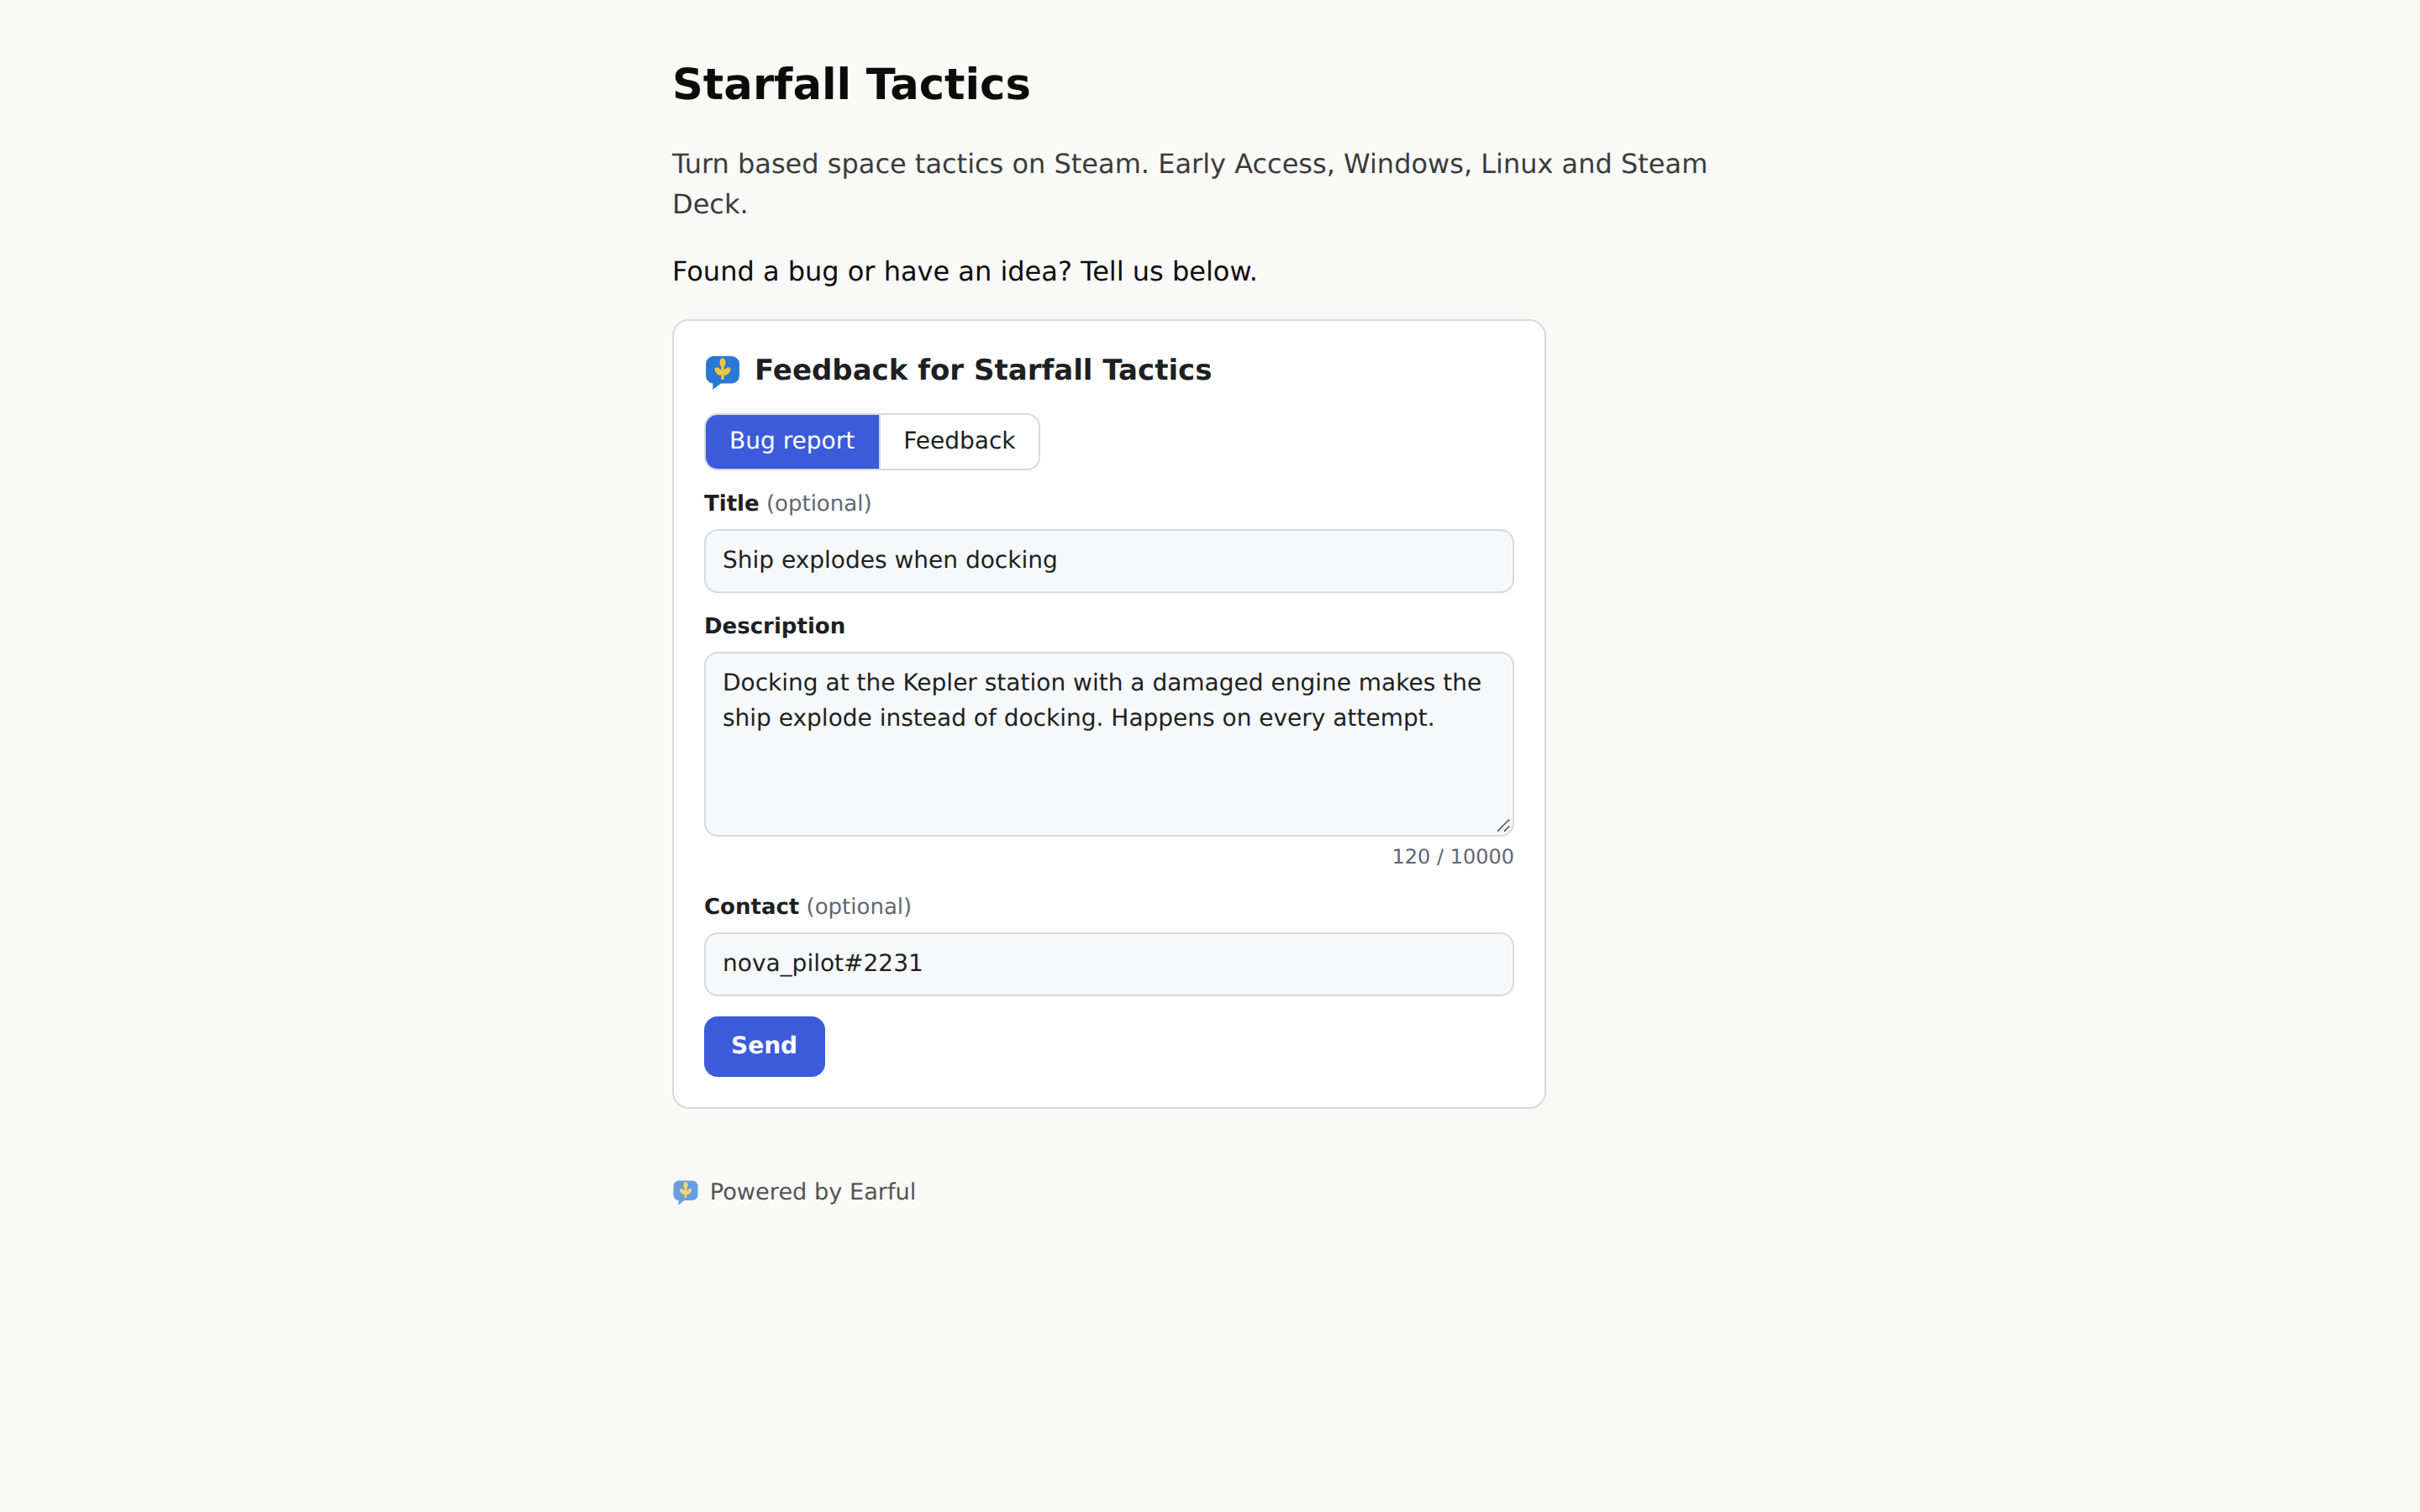 Starfall Tactics
Turn based space tactics on Steam. Early Access, Windows, Linux and Steam
Deck.
Found a bug or have an idea? Tell us below.
Feedback for Starfall Tactics
Bug report Feedback
Title (optional)
Ship explodes when docking
Description
Docking at the Kepler station with a damaged engine makes the
ship explode instead of docking. Happens on every attempt.
120 / 10000
Contact (optional)
nova_pilot#2231
Send
Powered by Earful